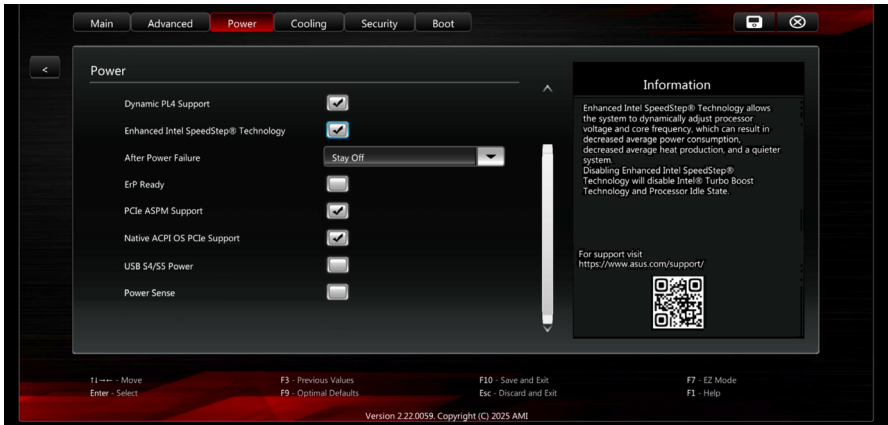 Main Advanced Power Cooling Security Boot
<
Power
Dynamic PL4 Support
Enhanced Intel SpeedStep® Technology
After Power Failure Stay Off
ErP Ready
PCIe ASPM Support
Native ACPI OS PCIe Support
USB S4/S5 Power
Power Sense
Information
Enhanced Intel SpeedStep® Technology allows
the system to dynamically adjust processor
voltage and core frequency, which can result in
decreased average power consumption,
decreased average heat production, and a quieter
system.
Disabling Enhanced Intel SpeedStep®
Technology will disable Intel® Turbo Boost
Technology and Processor Idle State.
For support visit
https://www.asus.com/support/
↑↓→← - Move F3 - Previous Values F10 - Save and Exit F7 - EZ Mode
Enter - Select F9 - Optimal Defaults Esc - Discard and Exit F1 - Help
Version 2.22.0059. Copyright (C) 2025 AMI